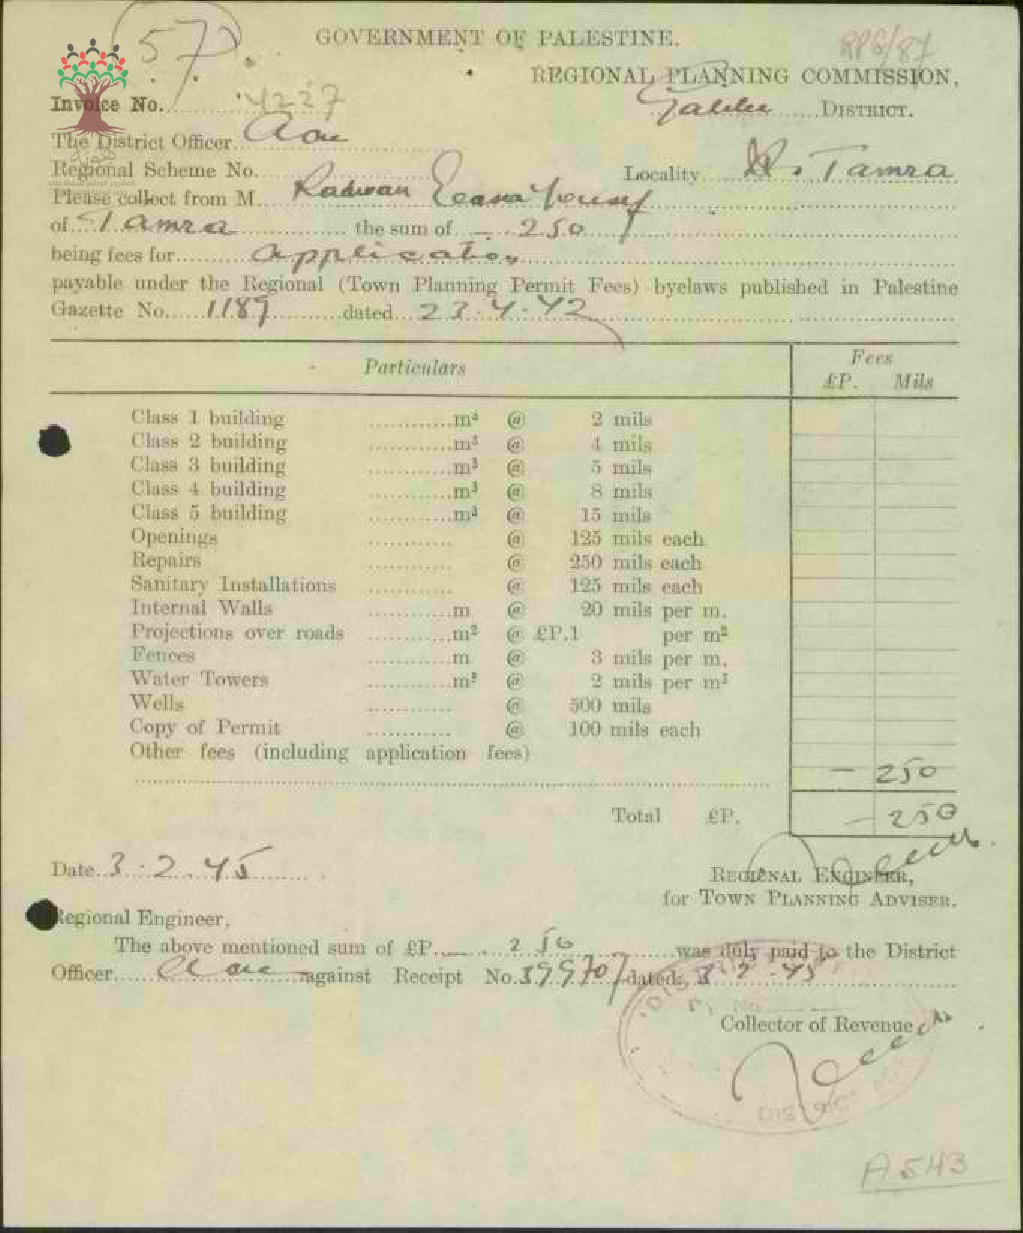 57
GOVERNMENT OF PALESTINE.
RPG/87
REGIONAL PLANNING COMMISSION,
Invoice No. 4227
Galilee DISTRICT.
The District Officer Acre
Regional Scheme No. Locality Tamra
Please collect from M Radwan Yousef
of Tamra the sum of — 250
being fees for application
payable under the Regional (Town Planning Permit Fees) byelaws published in Palestine
Gazette No. 1189 dated 23.4.42
Particulars
Fees
£P. Mils
Class 1 building m³ @ 2 mils
Class 2 building m³ @ 4 mils
Class 3 building m³ @ 5 mils
Class 4 building m³ @ 8 mils
Class 5 building m³ @ 15 mils
Openings @ 125 mils each
Repairs @ 250 mils each
Sanitary Installations @ 125 mils each
Internal Walls m @ 20 mils per m.
Projections over roads m² @ £P.1 per m²
Fences m @ 3 mils per m.
Water Towers m³ @ 2 mils per m³
Wells @ 500 mils
Copy of Permit @ 100 mils each
Other fees (including application fees)
— 250
Total £P. — 250
Date 3.2.45
REGIONAL ENGINEER,
for TOWN PLANNING ADVISER.
Regional Engineer,
The above mentioned sum of £P. — 250 was duly paid to the District
Officer Acre against Receipt No. 399707 dated 3.2.45
Collector of Revenue
A543